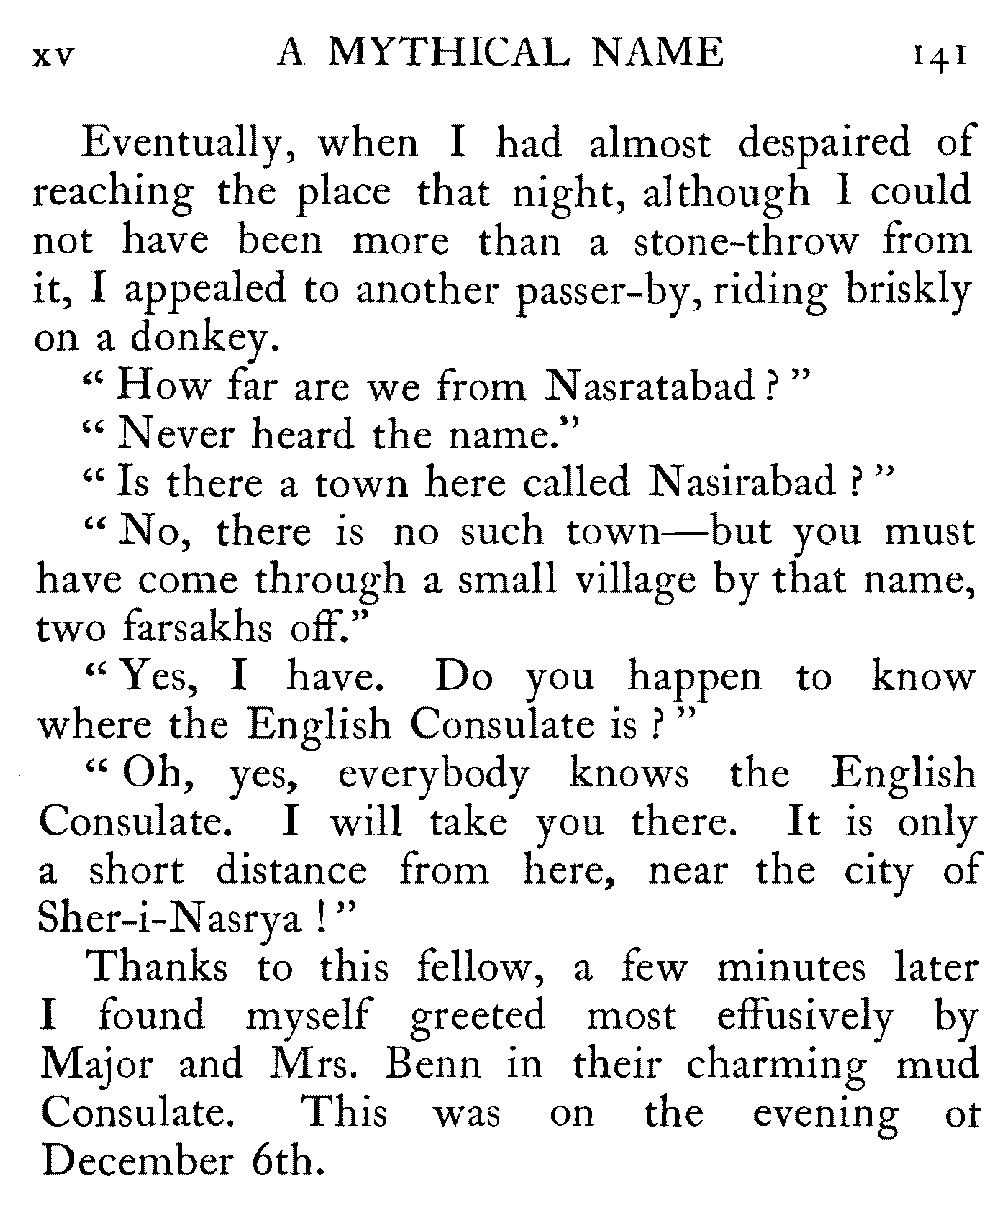 xv A MYTHICAL NAME 141
Eventually, when I had almost despaired of
reaching the place that night, although I could
not have been more than a stone-throw from
it, I appealed to another passer-by, riding briskly
on a donkey.
“ How far are we from Nasratabad ? ”
“ Never heard the name.”
“ Is there a town here called Nasirabad ? ”
“ No, there is no such town—but you must
have come through a small village by that name,
two farsakhs off.”
“ Yes, I have. Do you happen to know
where the English Consulate is ? ”
“ Oh, yes, everybody knows the English
Consulate. I will take you there. It is only
a short distance from here, near the city of
Sher-i-Nasrya ! ”
Thanks to this fellow, a few minutes later
I found myself greeted most effusively by
Major and Mrs. Benn in their charming mud
Consulate. This was on the evening of
December 6th.